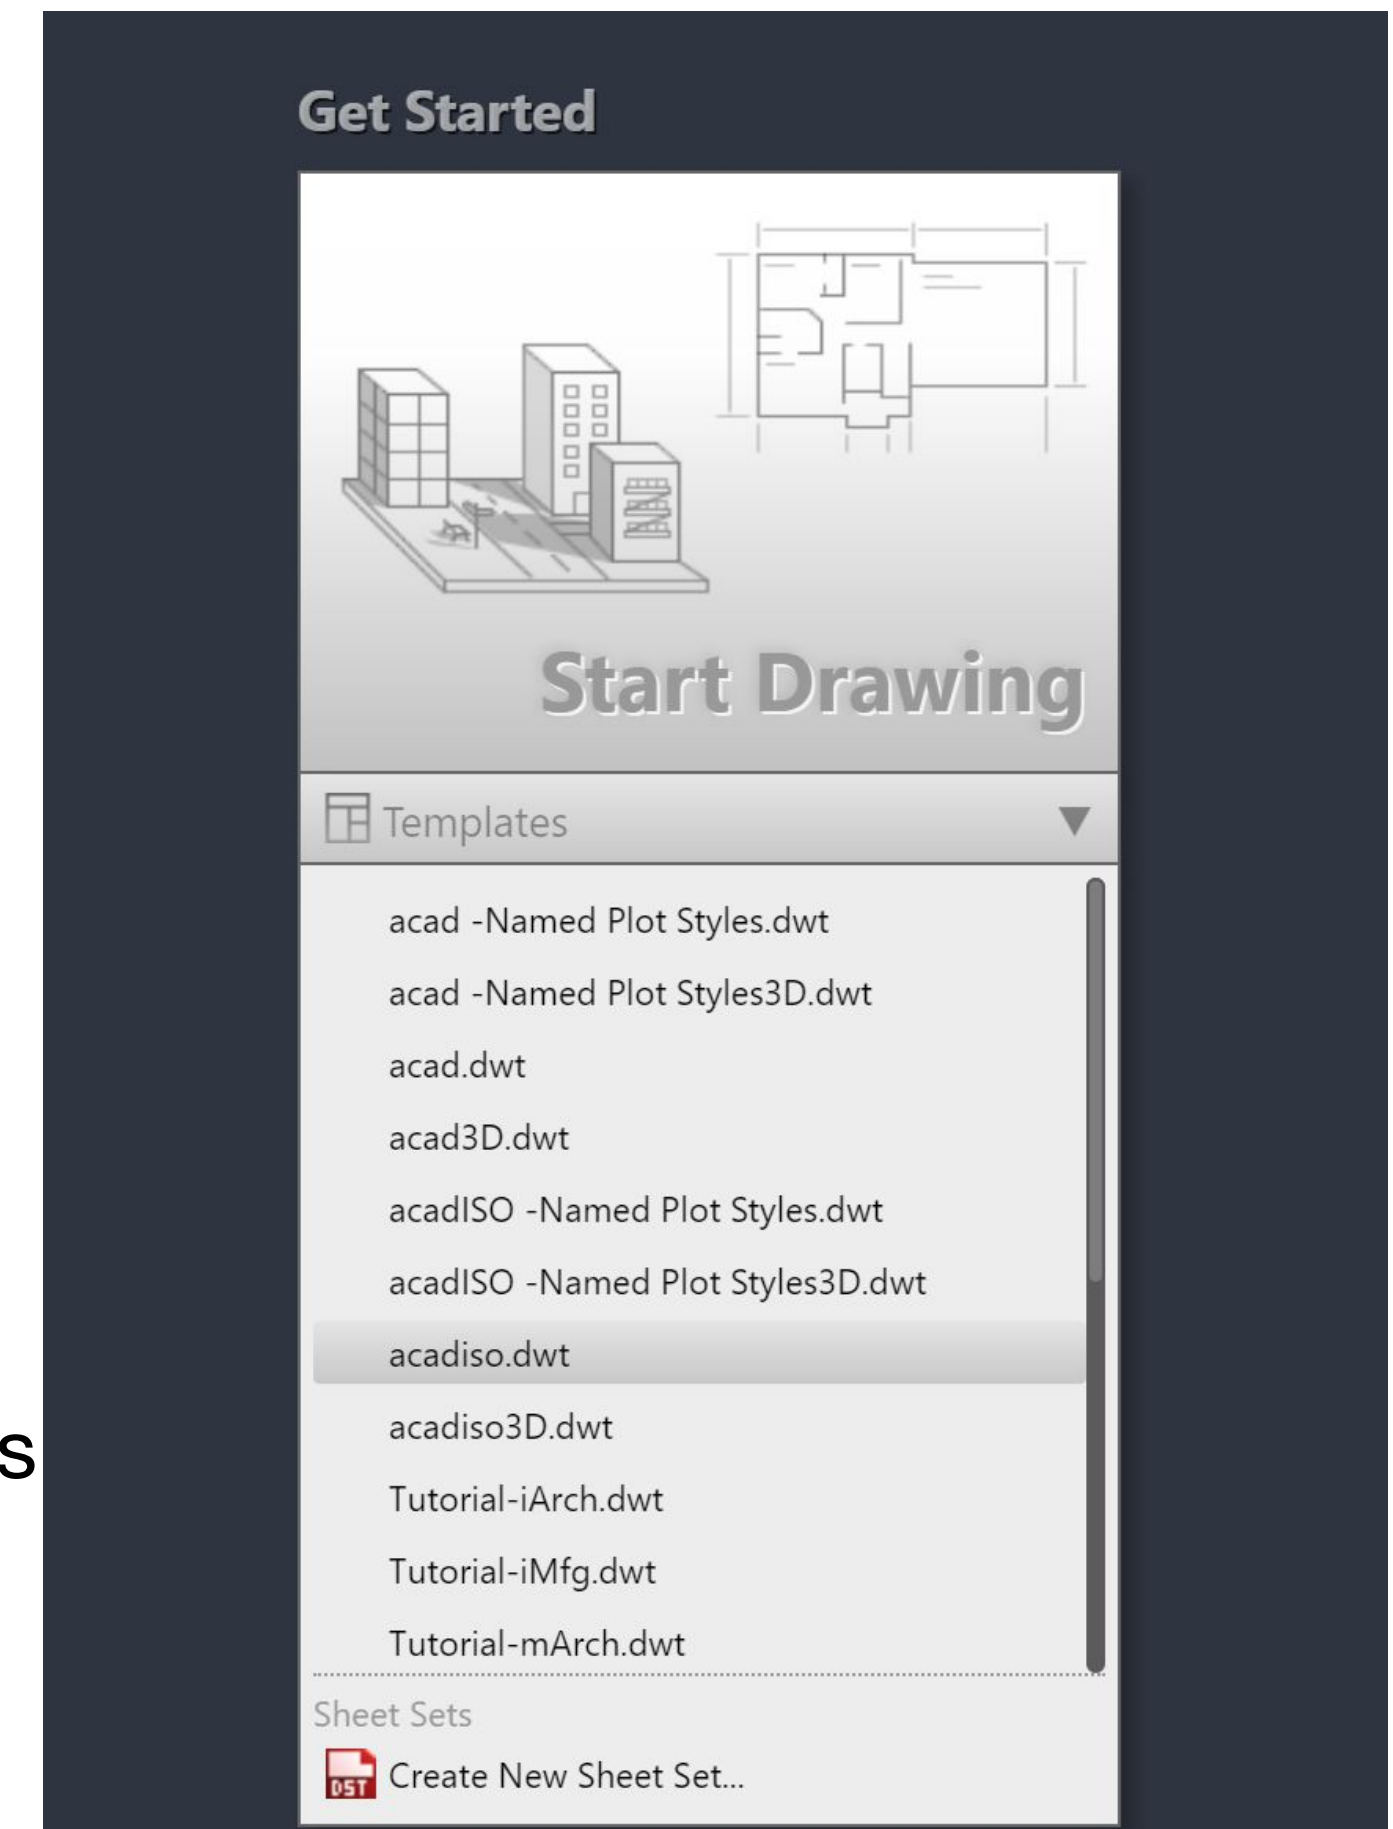 Get Started
Start Drawing
Templates
acad -Named Plot Styles.dwt
acad -Named Plot Styles3D.dwt
acad.dwt
acad3D.dwt
acadISO -Named Plot Styles.dwt
acadISO -Named Plot Styles3D.dwt
acadiso.dwt
acadiso3D.dwt
s
Tutorial-iArch.dwt
Tutorial-iMfg.dwt
Tutorial-mArch.dwt
Sheet Sets
DST
Create New Sheet Set...